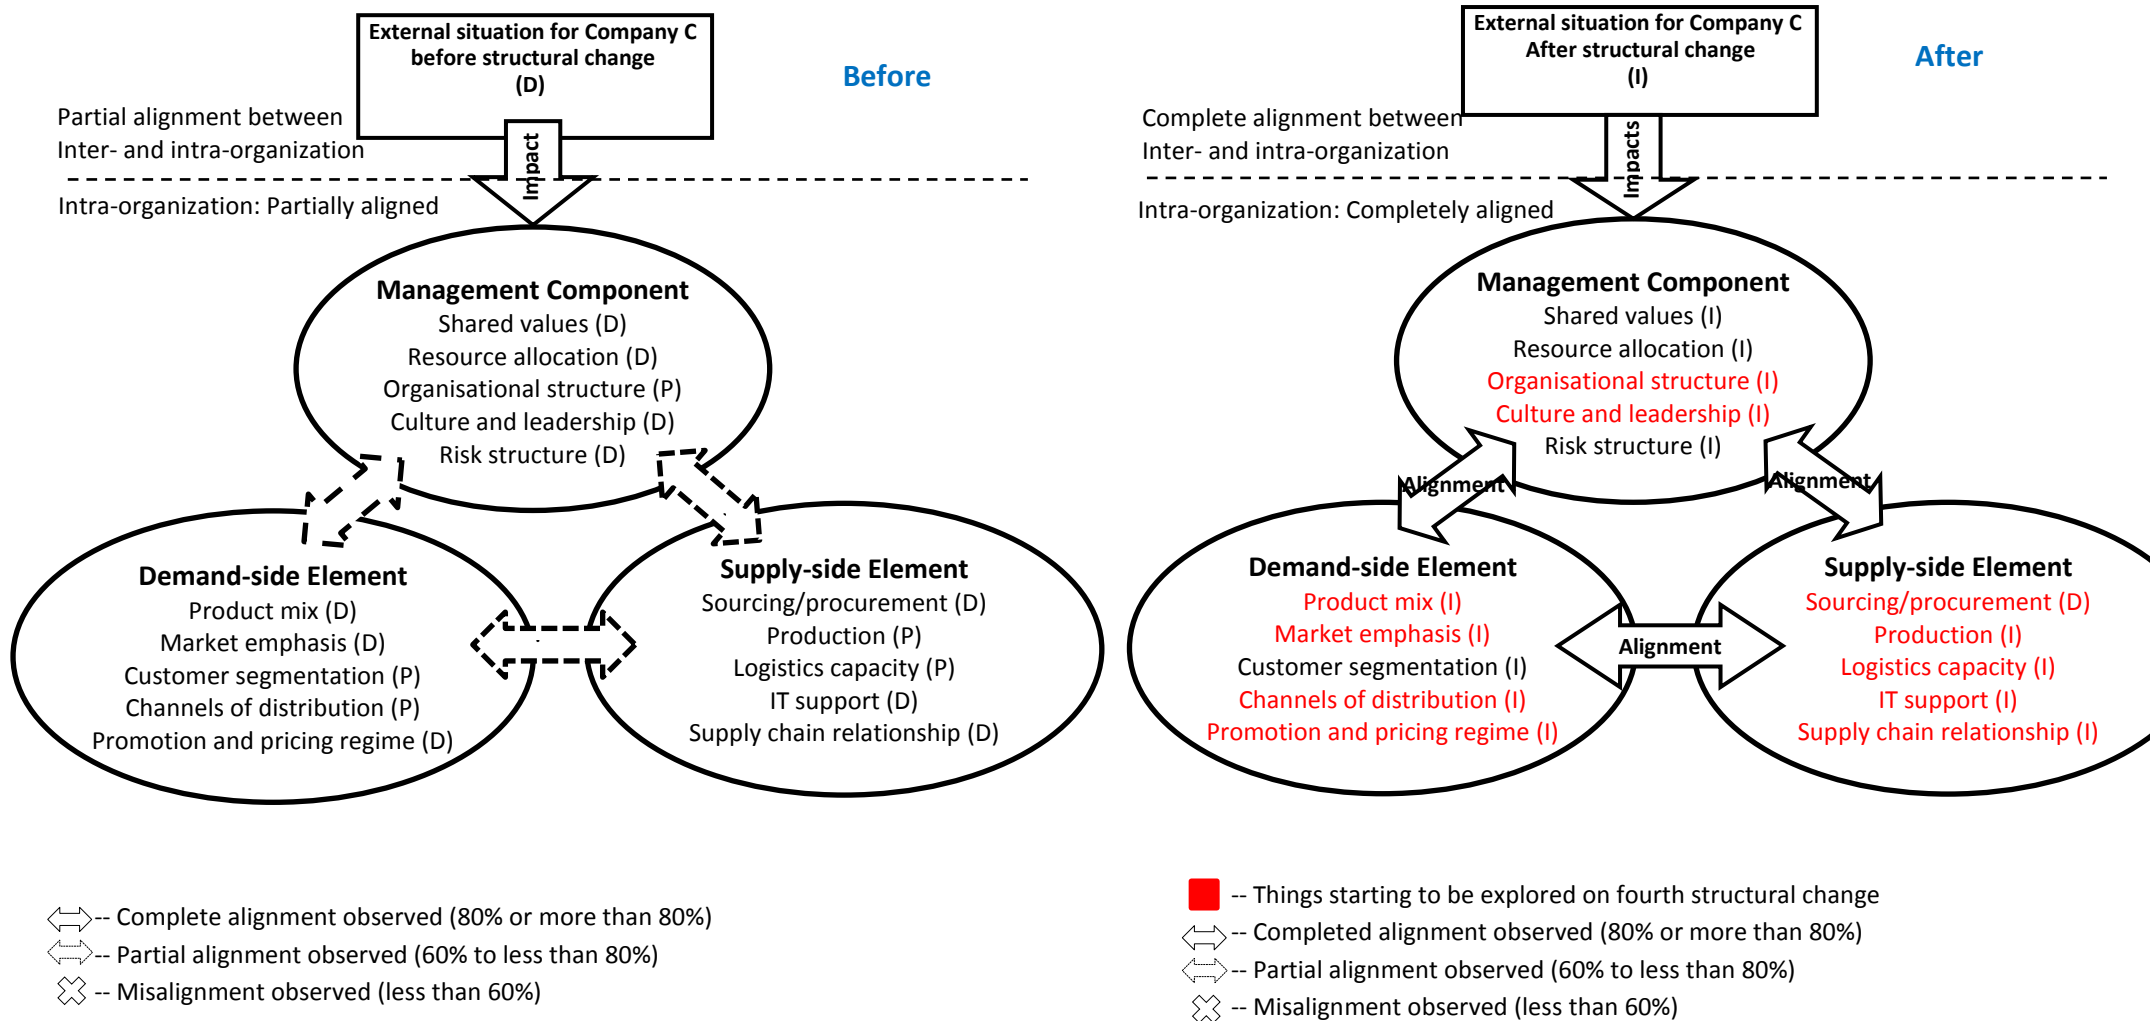 External situation for Company C
before structural change
(D)
Before
Partial alignment between
Inter- and intra-organization
Impact
Intra-organization: Partially aligned
Management Component
Shared values (D)
Resource allocation (D)
Organisational structure (P)
Culture and leadership (D)
Risk structure (D)
Demand-side Element
Product mix (D)
Market emphasis (D)
Customer segmentation (P)
Channels of distribution (P)
Promotion and pricing regime (D)
Supply-side Element
Sourcing/procurement (D)
Production (P)
Logistics capacity (P)
IT support (D)
Supply chain relationship (D)
-- Complete alignment observed (80% or more than 80%)
-- Partial alignment observed (60% to less than 80%)
-- Misalignment observed (less than 60%)
External situation for Company C
After structural change
(I)
After
Complete alignment between
Inter- and intra-organization
Impacts
Intra-organization: Completely aligned
Management Component
Shared values (I)
Resource allocation (I)
Organisational structure (I)
Culture and leadership (I)
Risk structure (I)
Alignment
Alignment
Demand-side Element
Product mix (I)
Market emphasis (I)
Customer segmentation (I)
Channels of distribution (I)
Promotion and pricing regime (I)
Alignment
Supply-side Element
Sourcing/procurement (D)
Production (I)
Logistics capacity (I)
IT support (I)
Supply chain relationship (I)
-- Things starting to be explored on fourth structural change
-- Completed alignment observed (80% or more than 80%)
-- Partial alignment observed (60% to less than 80%)
-- Misalignment observed (less than 60%)